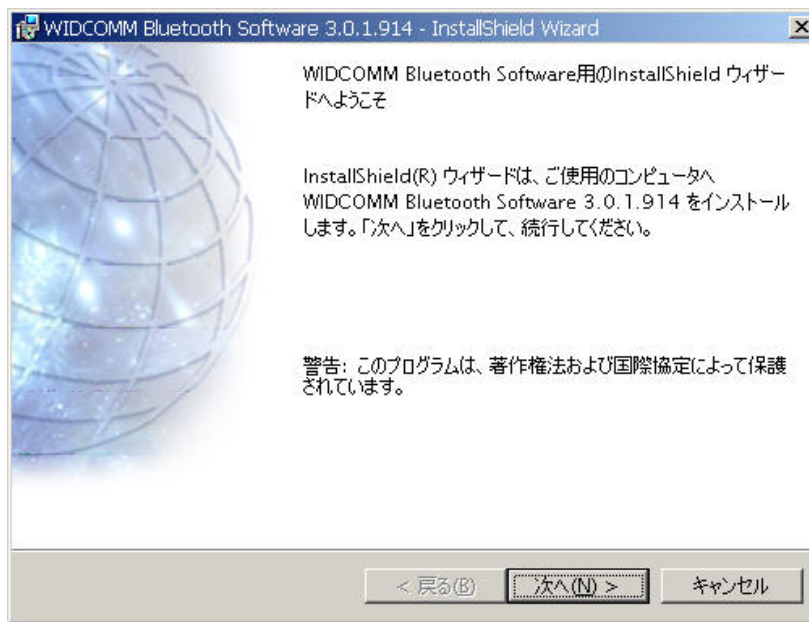 WIDCOMM Bluetooth Software 3.0.1.914 - InstallShield Wizard
WIDCOMM Bluetooth Software用のInstallShield ウィザー
ドへようこそ
InstallShield(R) ウィザードは、ご使用のコンピュータへ
WIDCOMM Bluetooth Software 3.0.1.914 をインストール
します。「次へ」をクリックして、続行してください。
警告: このプログラムは、著作権法および国際協定によって保護
されています。
< 戻る(B)
次へ(N) >
キャンセル